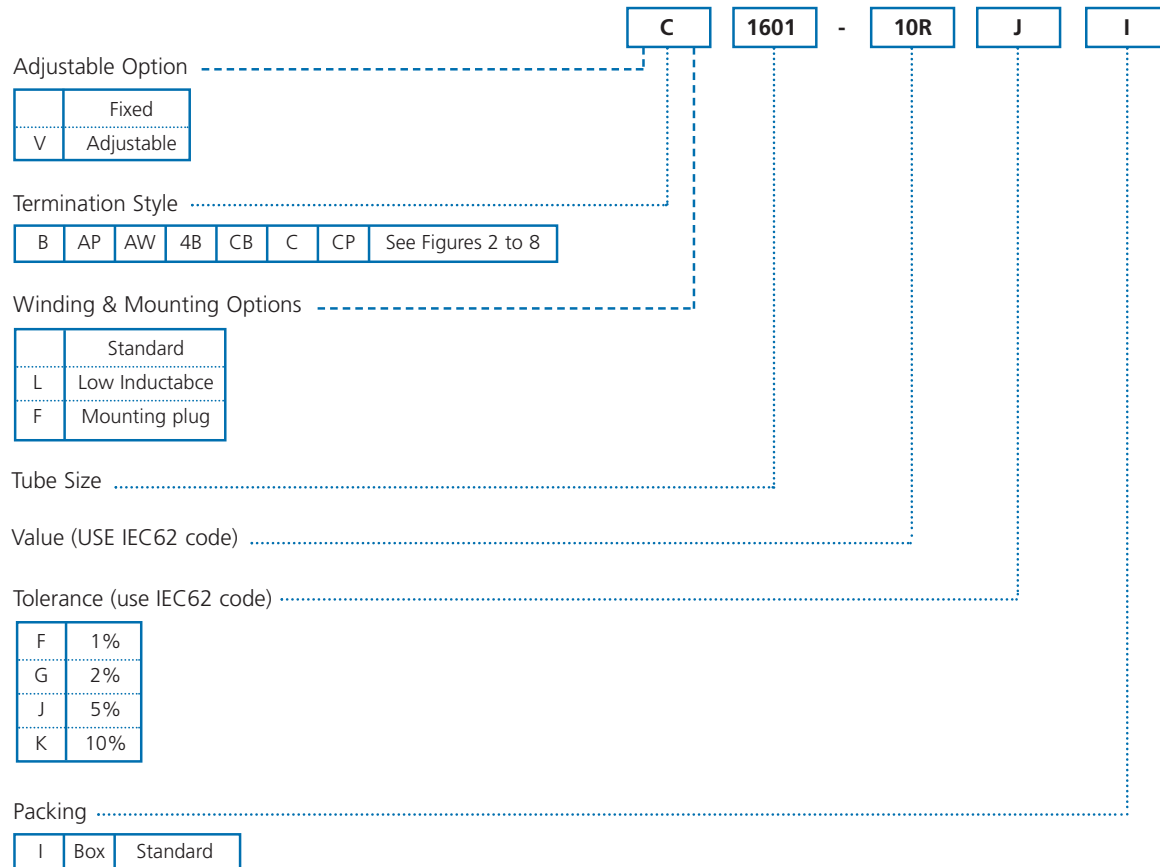 C 1601 - 10R J I
Adjustable Option
Fixed
V Adjustable
Termination Style
B AP AW 4B CB C CP See Figures 2 to 8
Winding & Mounting Options
Standard
L Low Inductabce
F Mounting plug
Tube Size
Value (USE IEC62 code)
Tolerance (use IEC62 code)
F 1%
G 2%
J 5%
K 10%
Packing
I Box Standard